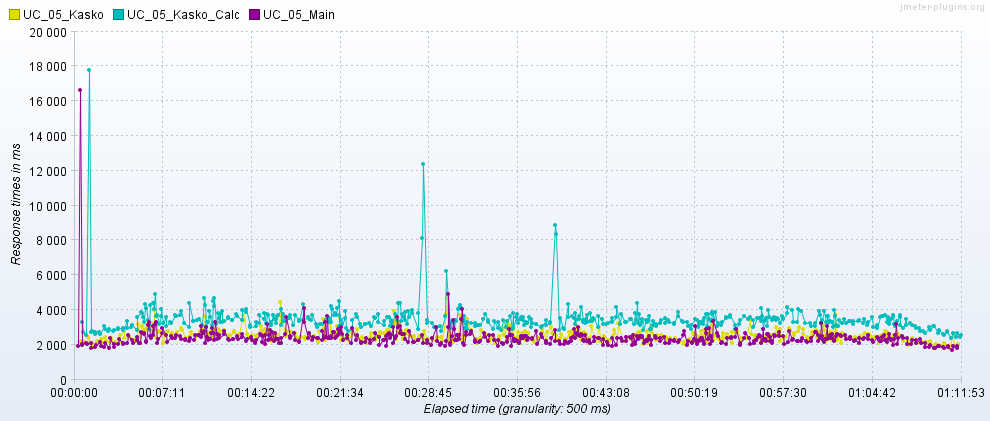 jmeter-plugins.org
UC_05_Kasko UC_05_Kasko_Calc UC_05_Main
20 000
18 000
16 000
14 000
12 000
10 000
8 000
6 000
4 000
2 000
0
Response times in ms
00:00:00 00:07:11 00:14:22 00:21:34 00:28:45 00:35:56 00:43:08 00:50:19 00:57:30 01:04:42 01:11:53
Elapsed time (granularity: 500 ms)